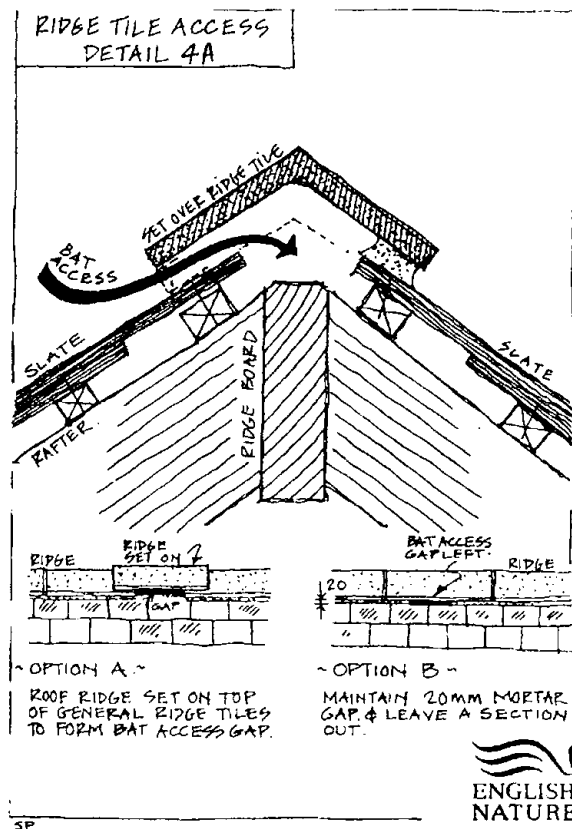 RIDGE TILE ACCESS
DETAIL 4A
SET OVER RIDGE TILE
BAT
ACCESS
SLATE
RAFTER.
RIDGE BOARD
SLATE
RIDGE
RIDGE
SET ON
GAP
BAT ACCESS
GAP LEFT.
RIDGE
20
~ OPTION A ~
ROOF RIDGE SET ON TOP
OF GENERAL RIDGE TILES
TO FORM BAT ACCESS GAP.
~ OPTION B ~
MAINTAIN 20mm MORTAR
GAP. & LEAVE A SECTION
OUT.
ENGLISH
NATURE
SP